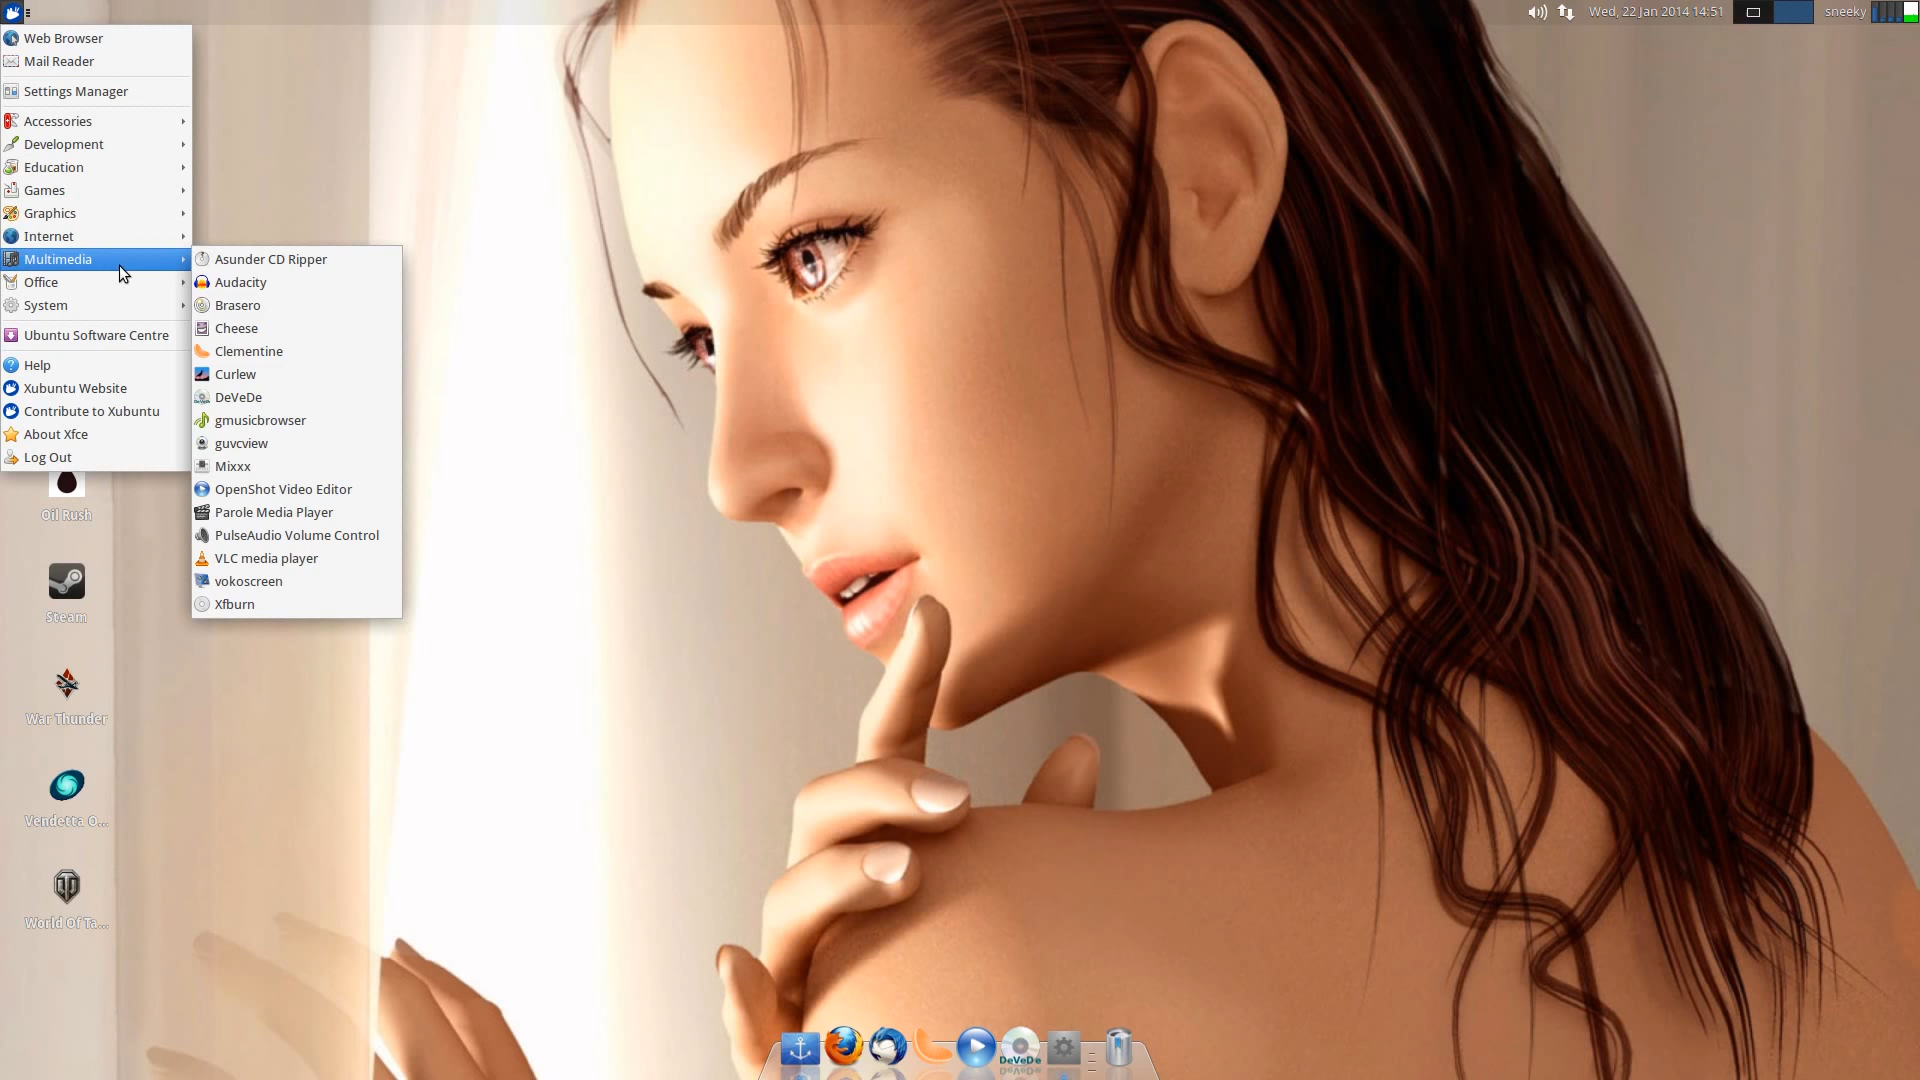 Wed, 22 Jan 2014 14:51
sneeky
Web Browser
Mail Reader
Settings Manager
Accessories
Development
Education
Games
Graphics
Internet
Multimedia
Office
System
Ubuntu Software Centre
Help
Xubuntu Website
Contribute to Xubuntu
About Xfce
Log Out
Asunder CD Ripper
Audacity
Brasero
Cheese
Clementine
Curlew
DeVeDe
gmusicbrowser
guvcview
Mixxx
OpenShot Video Editor
Parole Media Player
PulseAudio Volume Control
VLC media player
vokoscreen
Xfburn
Oil Rush
Steam
War Thunder
Vendetta O...
World Of Ta...
DeVeDe